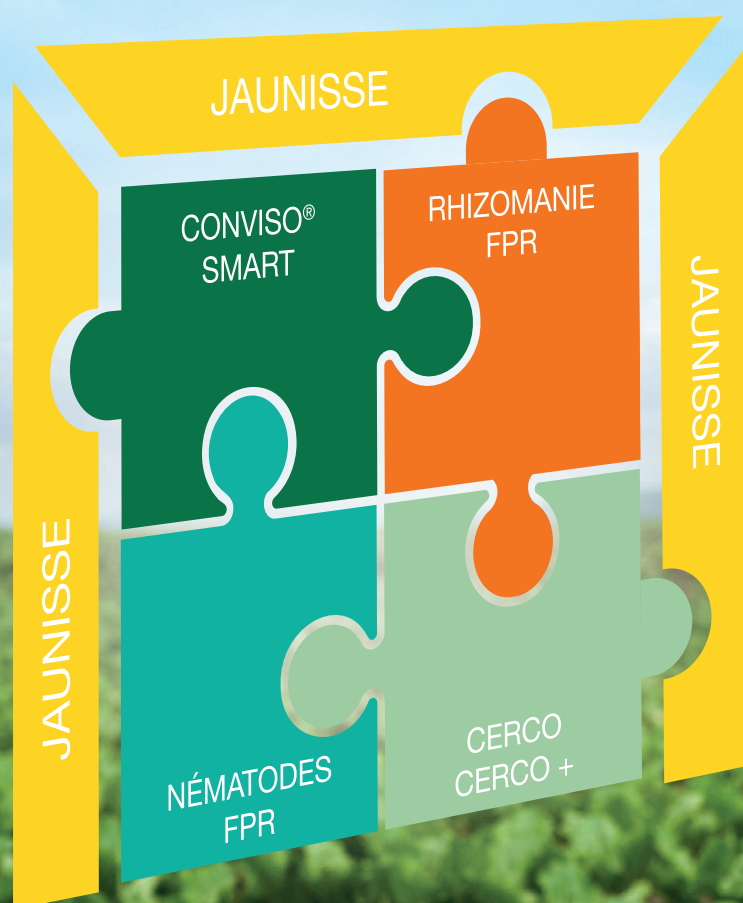 JAUNISSE
CONVISO®
SMART
RHIZOMANIE
FPR
JAUNISSE
JAUNISSE
NÉMATODES
FPR
CERCO
CERCO +